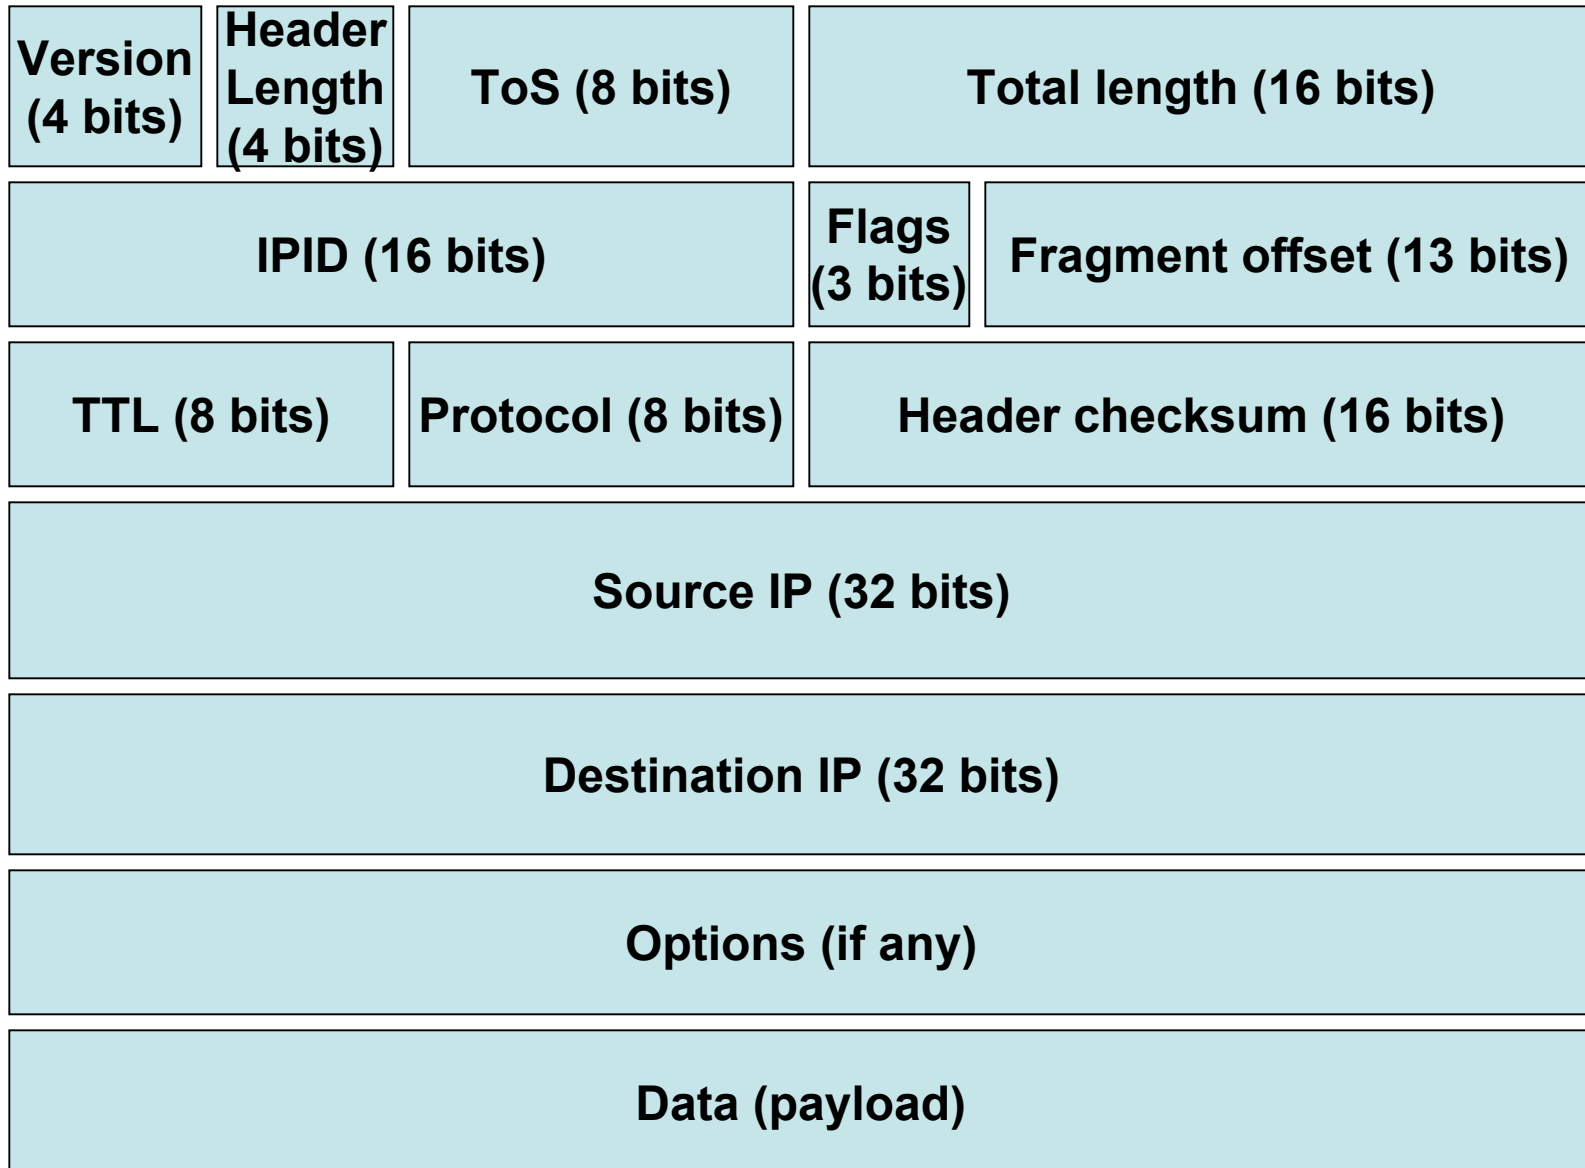 Version
(4 bits)
Header
Length
(4 bits)
ToS (8 bits)
Total length (16 bits)
IPID (16 bits)
Flags
(3 bits)
Fragment offset (13 bits)
TTL (8 bits)
Protocol (8 bits)
Header checksum (16 bits)
Source IP (32 bits)
Destination IP (32 bits)
Options (if any)
Data (payload)